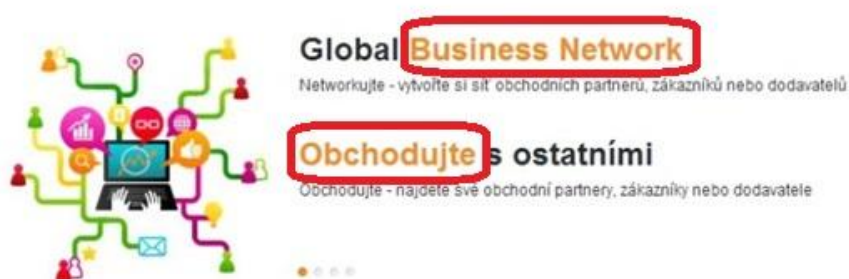 Global Business Network
Networkujte - vytvořte si síť obchodních partnerů, zákazníků nebo dodavatelů
Obchodujte s ostatními
Obchodujte - najděte své obchodní partnery, zákazníky nebo dodavatele